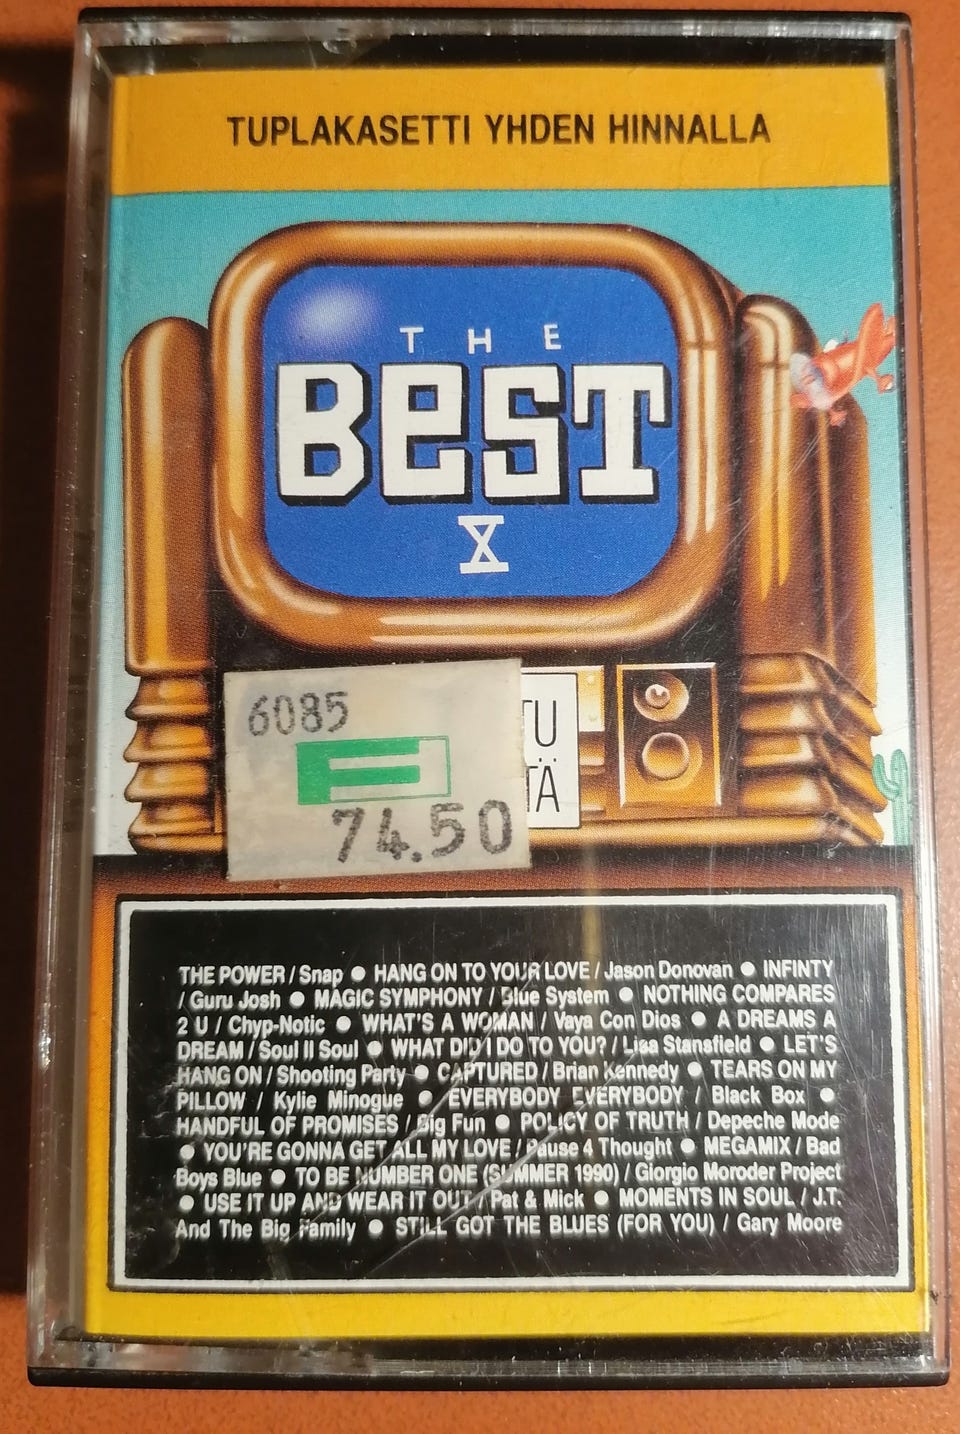 TUPLAKASETTI YHDEN HINNALLA
THE
BEST
X
6085
TU
TÄ
74.50
THE POWER / Snap ● HANG ON TO YOUR LOVE / Jason Donovan ● INFINTY
/ Guru Josh ● MAGIC SYMPHONY / Blue System ● NOTHING COMPARES
2 U / Chyp-Notic ● WHAT'S A WOMAN / Vaya Con Dios ● A DREAMS A
DREAM / Soul II Soul ● WHAT DID I DO TO YOU? / Lisa Stansfield ● LET'S
HANG ON / Shooting Party ● CAPTURED / Brian Kennedy ● TEARS ON MY
PILLOW / Kylie Minogue ● EVERYBODY EVERYBODY / Black Box ●
HANDFUL OF PROMISES / Big Fun ● POLICY OF TRUTH / Depeche Mode
● YOU'RE GONNA GET ALL MY LOVE / Pause 4 Thought ● MEGAMIX / Bad
Boys Blue ● TO BE NUMBER ONE (SUMMER 1990) / Giorgio Moroder Project
● USE IT UP AND WEAR IT OUT / Pat & Mick ● MOMENTS IN SOUL / J.T.
And The Big Family ● STILL GOT THE BLUES (FOR YOU) / Gary Moore